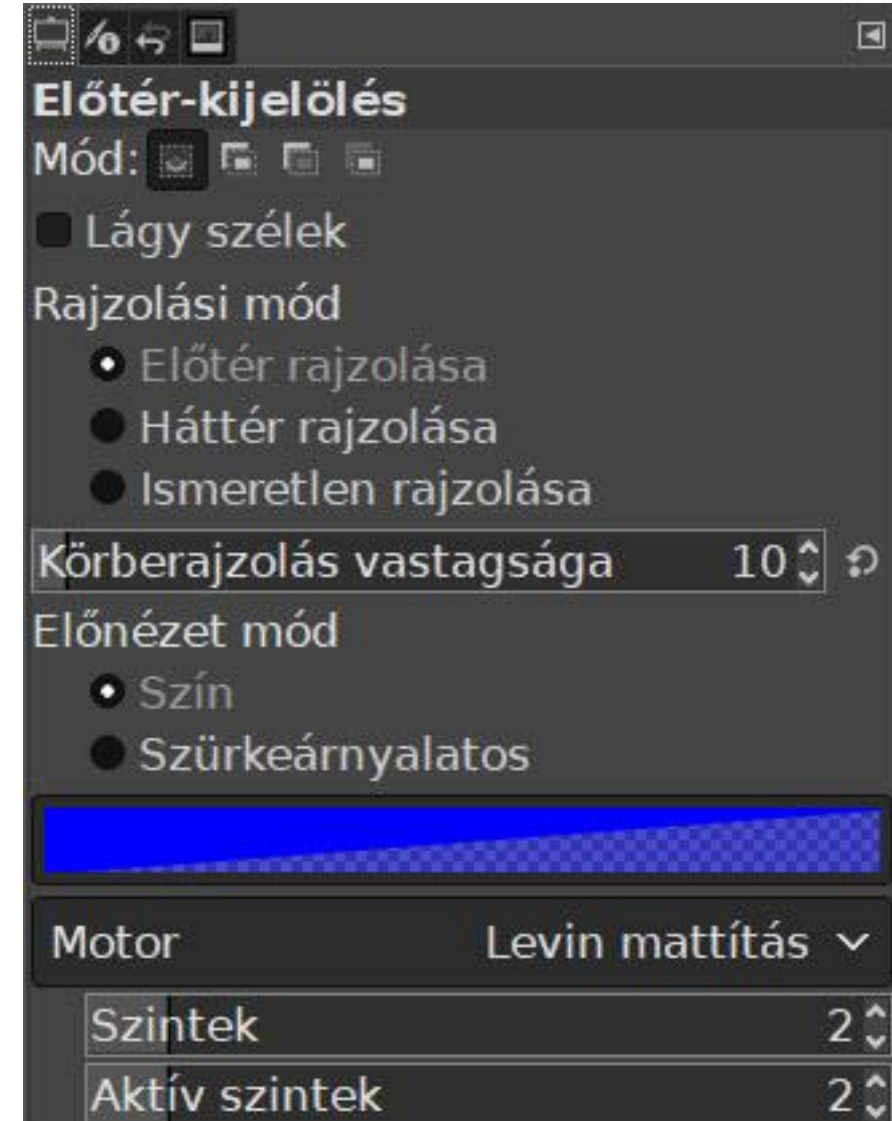 Előtér-kijelölés
Mód:
Lágy szélek
Rajzolási mód
Előtér rajzolása
Háttér rajzolása
Ismeretlen rajzolása
Körberajzolás vastagsága 10
Előnézet mód
Szín
Szürkeárnyalatos
Motor Levin mattítás
Szintek 2
Aktív szintek 2